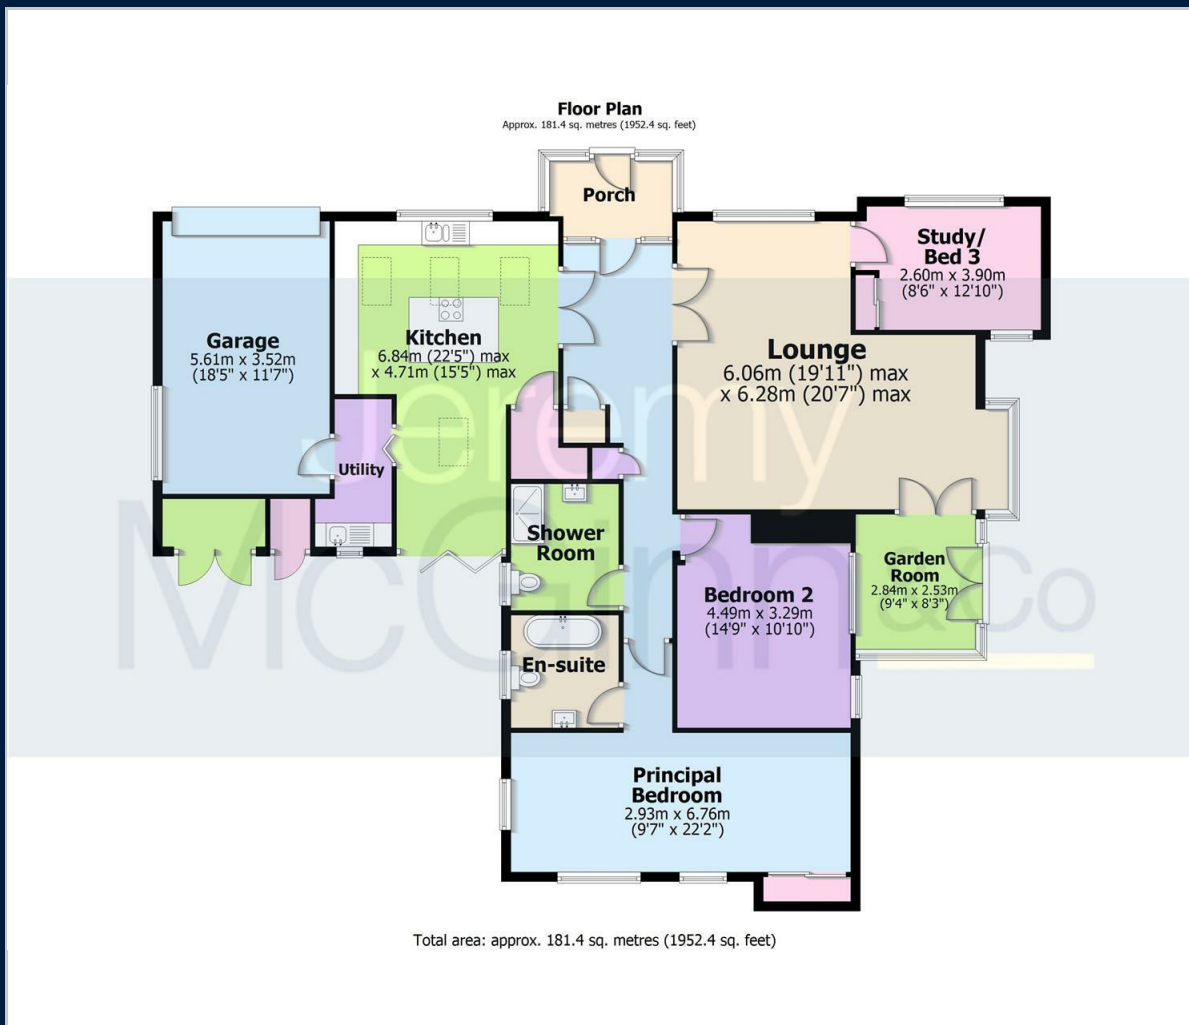 Floor Plan
Approx. 181.4 sq. metres (1952.4 sq. feet)
Porch
Study/
Bed 3
2.60m x 3.90m
(8'6" x 12'10")
Garage
5.61m x 3.52m
(18'5" x 11'7")
Kitchen
6.84m (22'5") max
x 4.71m (15'5") max
Lounge
6.06m (19'11") max
x 6.28m (20'7") max
Utility
Shower
Room
Bedroom 2
4.49m x 3.29m
(14'9" x 10'10")
Garden
Room
2.84m x 2.53m
(9'4" x 8'3")
En-suite
Principal
Bedroom
2.93m x 6.76m
(9'7" x 22'2")
Jeremy
McGinn & Co
Total area: approx. 181.4 sq. metres (1952.4 sq. feet)